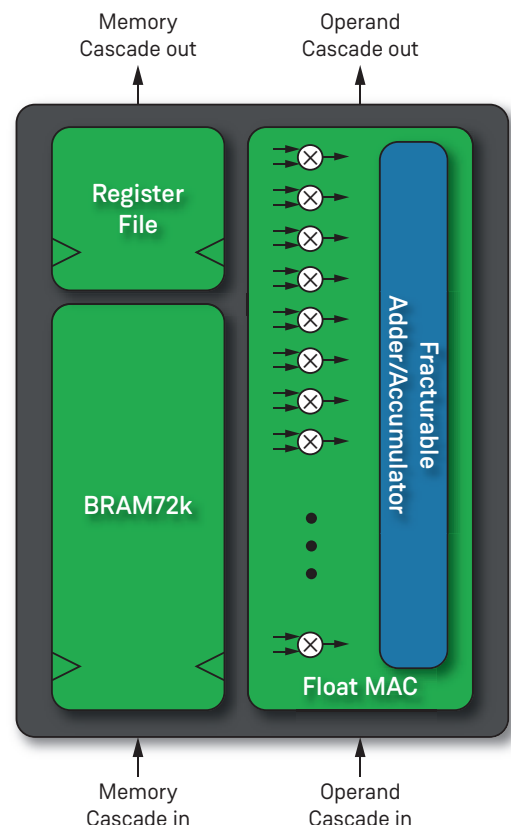 Memory
Cascade out
Operand
Cascade out
Register
File
BRAM72k
Fracturable
Adder/Accumulator
Float MAC
Memory
Cascade in
Operand
Cascade in